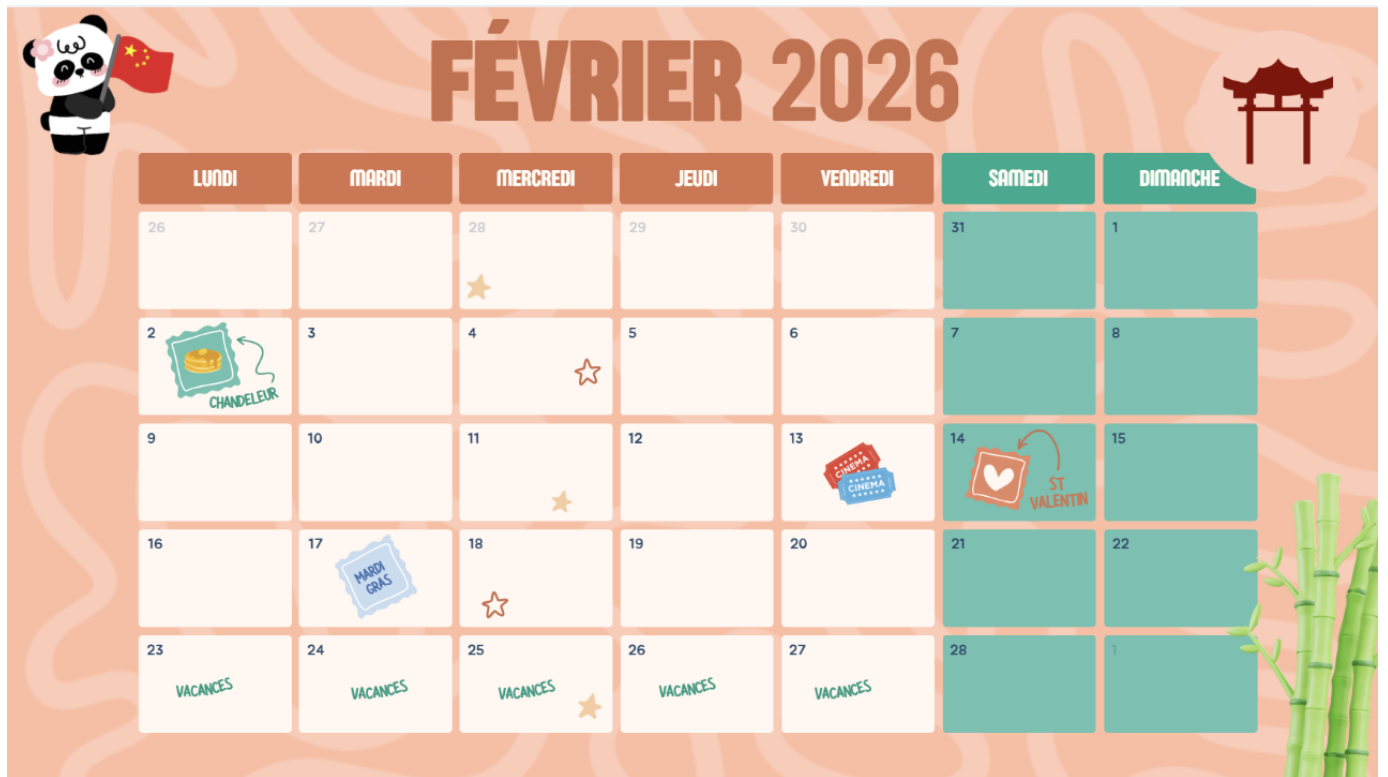 FÉVRIER 2026
LUNDI MARDI MERCREDI JEUDI VENDREDI SAMEDI DIMANCHE
26 27 28 29 30 31 1
2 3 4 5 6 7 8
CHANDELEUR
9 10 11 12 13 14 15
CINEMA
CINEMA
ST
VALENTIN
16 17 18 19 20 21 22
MARDI
GRAS
23 24 25 26 27 28 1
VACANCES VACANCES VACANCES VACANCES VACANCES